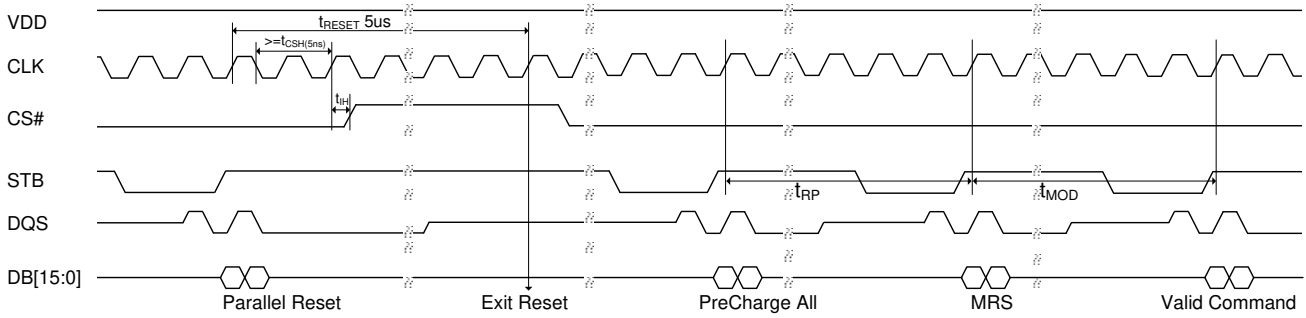 VDD
tRESET 5us
>=tCSH(5ns)
CLK
tIH
CS#
STB
tRP
tMOD
DQS
DB[15:0]
Parallel Reset
Exit Reset
PreCharge All
MRS
Valid Command